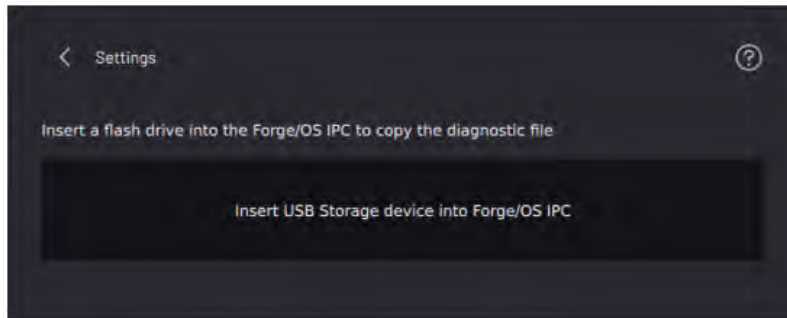 Settings
Insert a flash drive into the Forge/OS IPC to copy the diagnostic file
Insert USB Storage device into Forge/OS IPC